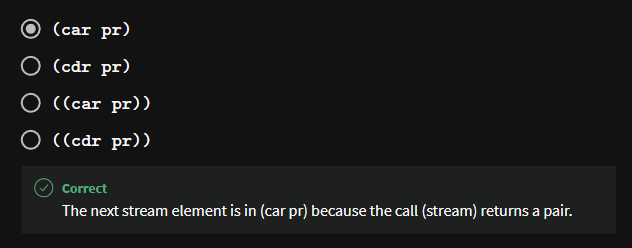 (car pr)
(cdr pr)
((car pr))
((cdr pr))
Correct
The next stream element is in (car pr) because the call (stream) returns a pair.